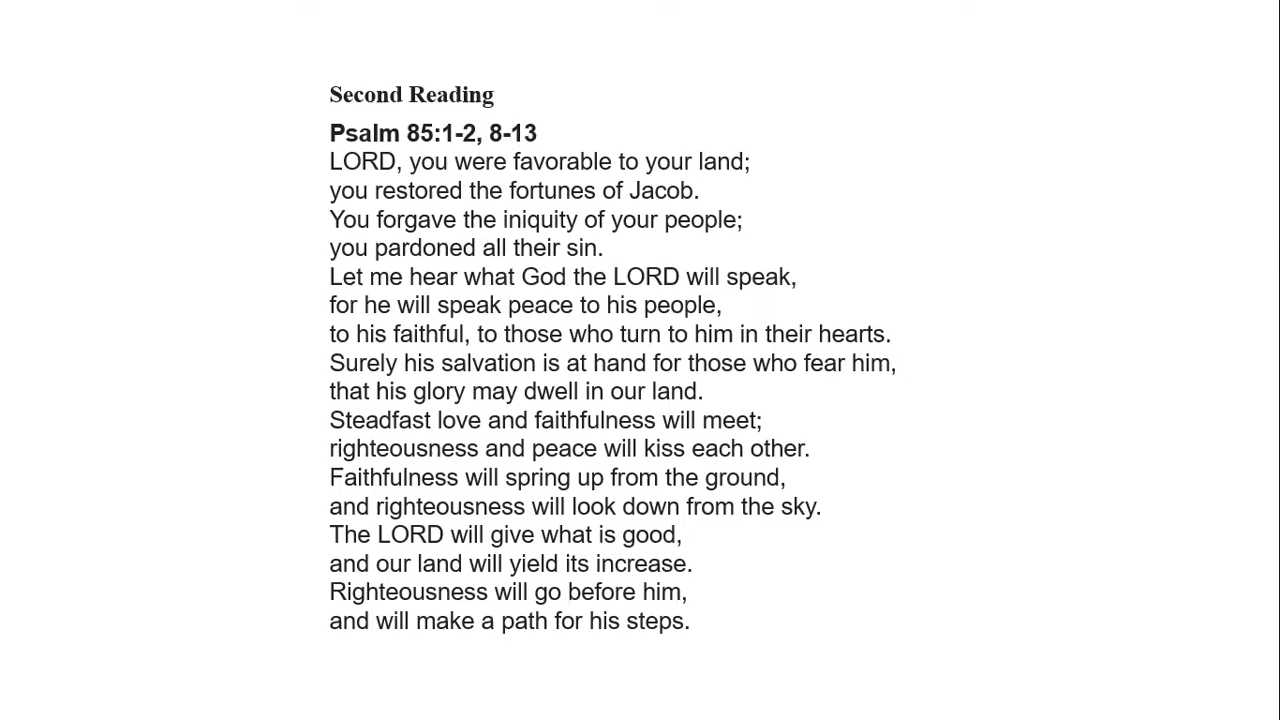 Second Reading
Psalm 85:1-2, 8-13
LORD, you were favorable to your land;
you restored the fortunes of Jacob.
You forgave the iniquity of your people;
you pardoned all their sin.
Let me hear what God the LORD will speak,
for he will speak peace to his people,
to his faithful, to those who turn to him in their hearts.
Surely his salvation is at hand for those who fear him,
that his glory may dwell in our land.
Steadfast love and faithfulness will meet;
righteousness and peace will kiss each other.
Faithfulness will spring up from the ground,
and righteousness will look down from the sky.
The LORD will give what is good,
and our land will yield its increase.
Righteousness will go before him,
and will make a path for his steps.